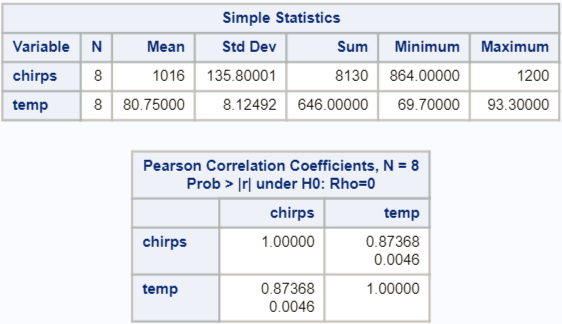 Simple Statistics
Variable N Mean Std Dev Sum Minimum Maximum
chirps 8 1016 135.80001 8130 864.00000 1200
temp 8 80.75000 8.12492 646.00000 69.70000 93.30000
Pearson Correlation Coefficients, N = 8
Prob > |r| under H0: Rho=0
chirps temp
chirps 1.00000 0.87368
0.0046
temp 0.87368 1.00000
0.0046